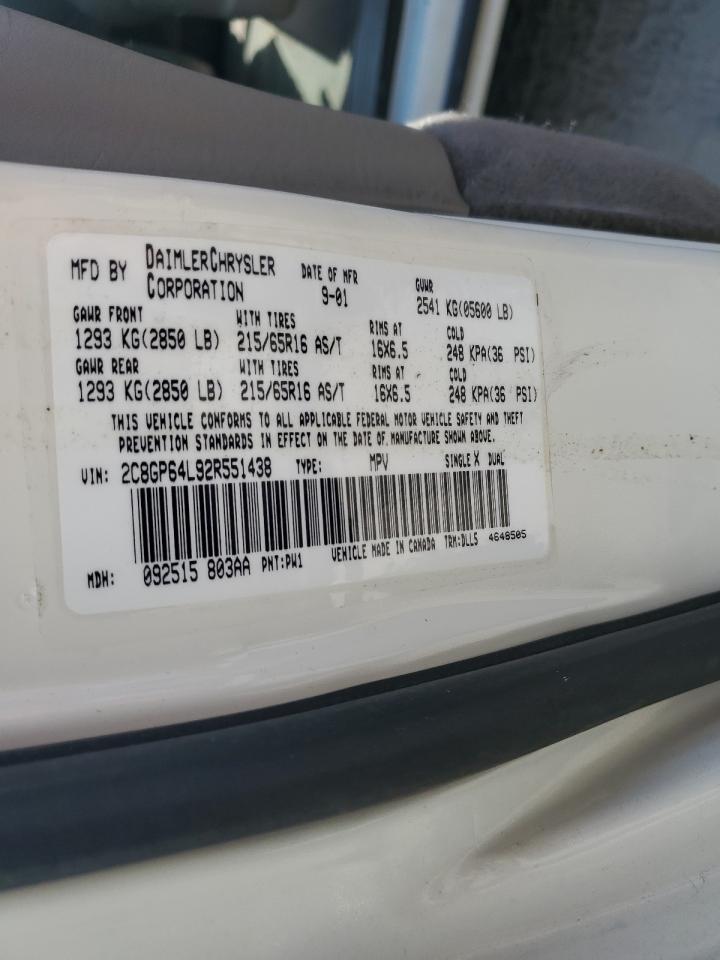 MFD BY DAIMLERCHRYSLER CORPORATION DATE OF MFR 9-01 GVWR 2541 KG(05600 LB)
GAWR FRONT WITH TIRES RIMS AT COLD
1293 KG(2850 LB) 215/65R16 AS/T 16X6.5 248 KPA(36 PSI)
GAWR REAR WITH TIRES RIMS AT COLD
1293 KG(2850 LB) 215/65R16 AS/T 16X6.5 248 KPA(36 PSI)
THIS VEHICLE CONFORMS TO ALL APPLICABLE FEDERAL MOTOR VEHICLE SAFETY AND THEFT
PREVENTION STANDARDS IN EFFECT ON THE DATE OF MANUFACTURE SHOWN ABOVE.
VIN: 2C8GP64L92R551438 TYPE: MPV SINGLE X DUAL
MDH: 092515 803AA PNT:PW1 VEHICLE MADE IN CANADA TRM:DLL5 4648505